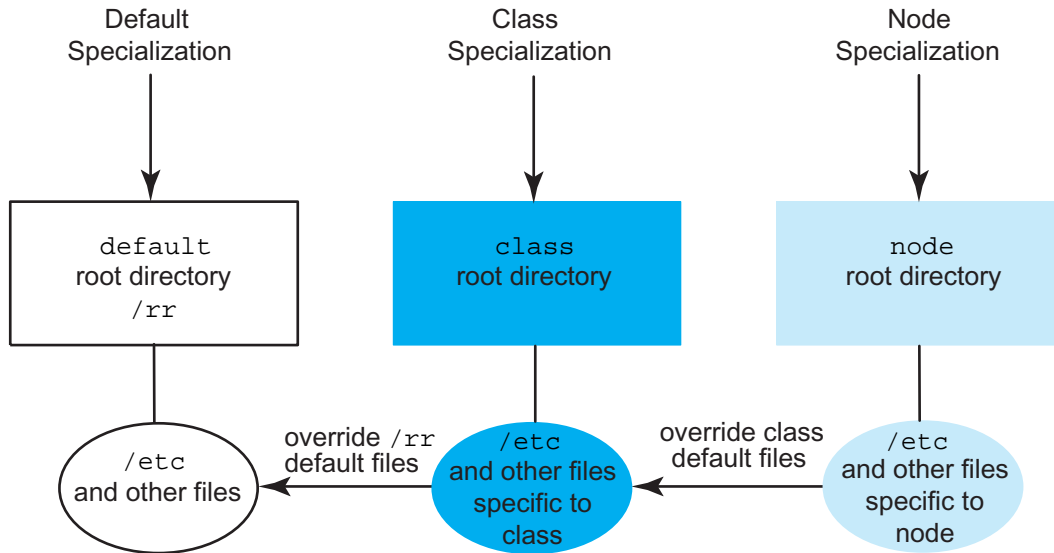 Default
Specialization
Class
Specialization
Node
Specialization
default
root directory
/rr
class
root directory
node
root directory
/etc
and other files
override /rr
default files
/etc
and other files
specific to
class
override class
default files
/etc
and other files
specific to
node